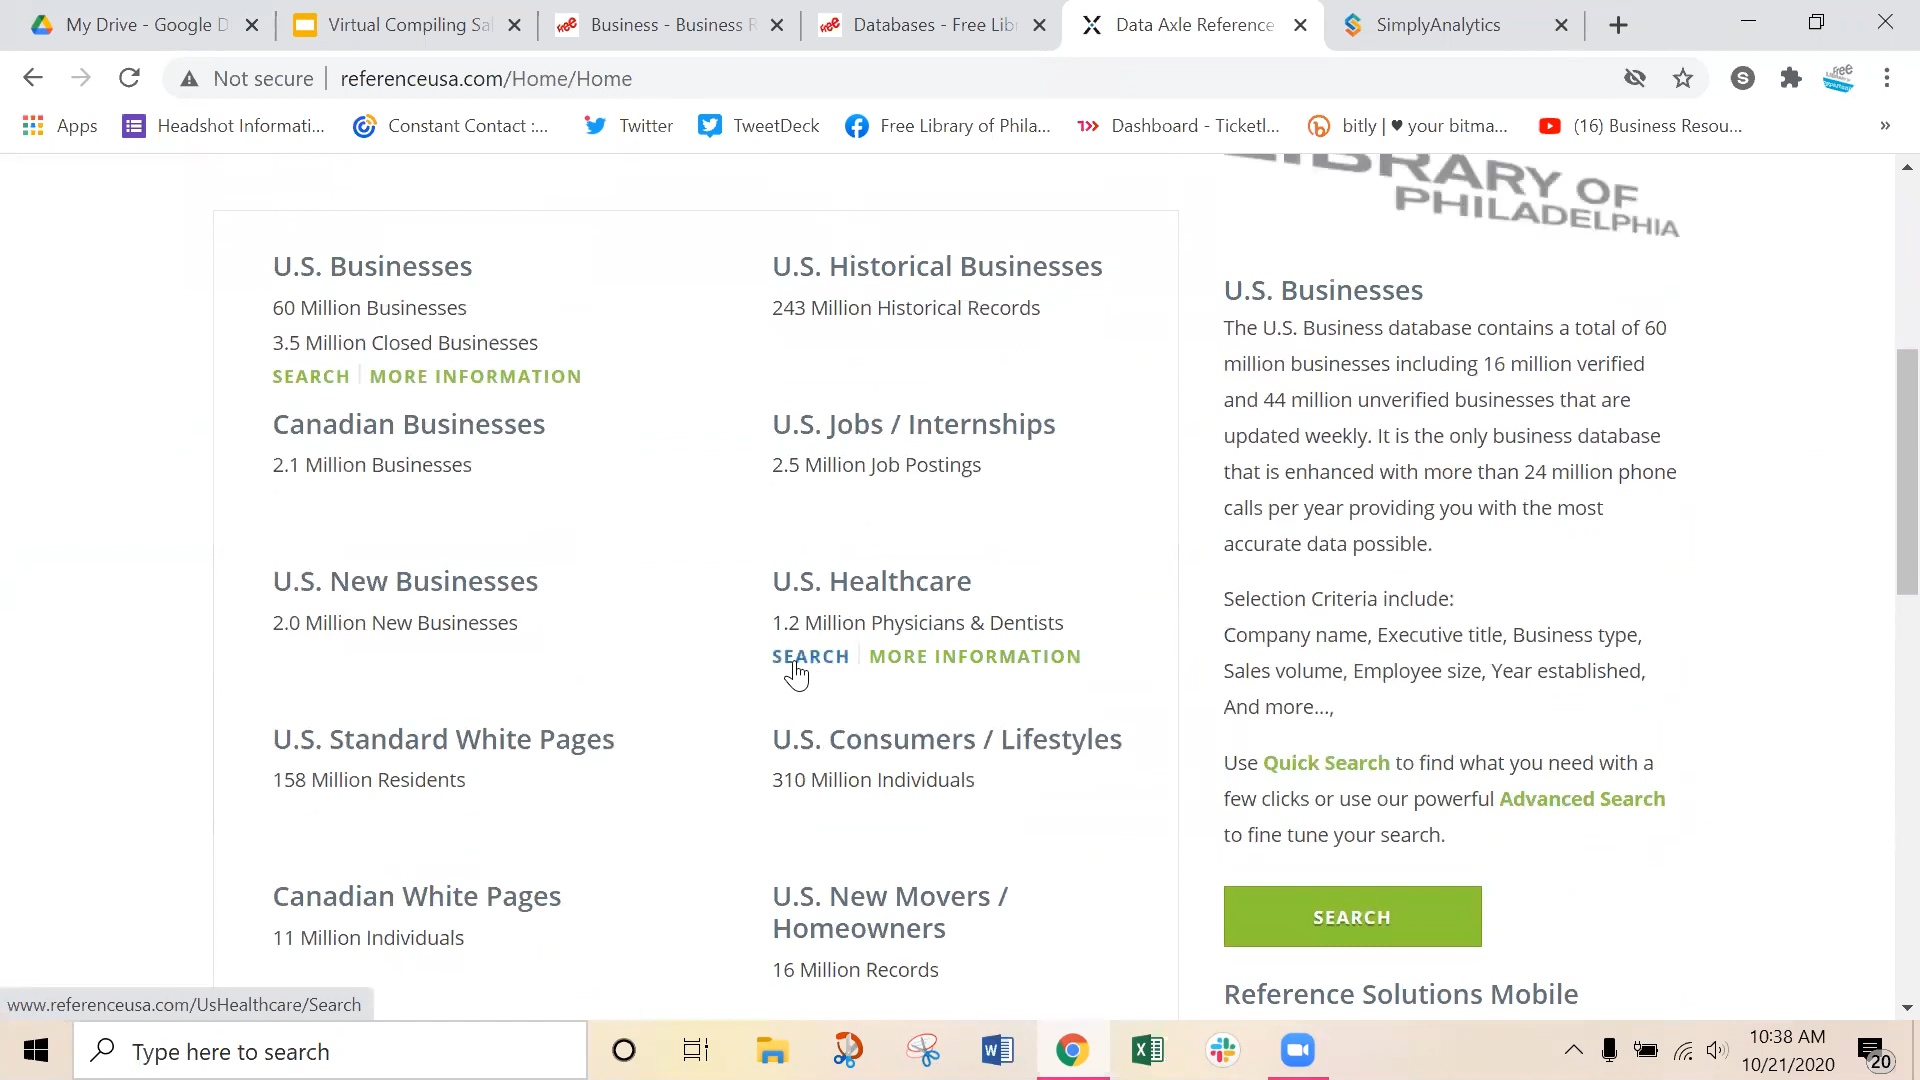 My Drive - Google D
Virtual Compiling Sal
Business - Business R
Databases - Free Libr
Data Axle Reference
SimplyAnalytics
Not secure
referenceusa.com/Home/Home
S
Free
Apps
Headshot Informati...
Constant Contact :...
Twitter
TweetDeck
Free Library of Phila...
Dashboard - Ticketl...
bitly | ♥ your bitma...
(16) Business Resou...
»
LIBRARY OF
PHILADELPHIA
U.S. Businesses
60 Million Businesses
3.5 Million Closed Businesses
SEARCH | MORE INFORMATION
U.S. Historical Businesses
243 Million Historical Records
Canadian Businesses
2.1 Million Businesses
U.S. Jobs / Internships
2.5 Million Job Postings
U.S. New Businesses
2.0 Million New Businesses
U.S. Healthcare
1.2 Million Physicians & Dentists
SEARCH | MORE INFORMATION
U.S. Standard White Pages
158 Million Residents
U.S. Consumers / Lifestyles
310 Million Individuals
Canadian White Pages
11 Million Individuals
U.S. New Movers /
Homeowners
16 Million Records
U.S. Businesses
The U.S. Business database contains a total of 60
million businesses including 16 million verified
and 44 million unverified businesses that are
updated weekly. It is the only business database
that is enhanced with more than 24 million phone
calls per year providing you with the most
accurate data possible.
Selection Criteria include:
Company name, Executive title, Business type,
Sales volume, Employee size, Year established,
And more...,
Use Quick Search to find what you need with a
few clicks or use our powerful Advanced Search
to fine tune your search.
SEARCH
Reference Solutions Mobile
www.referenceusa.com/UsHealthcare/Search
Type here to search
10:38 AM
10/21/2020
20